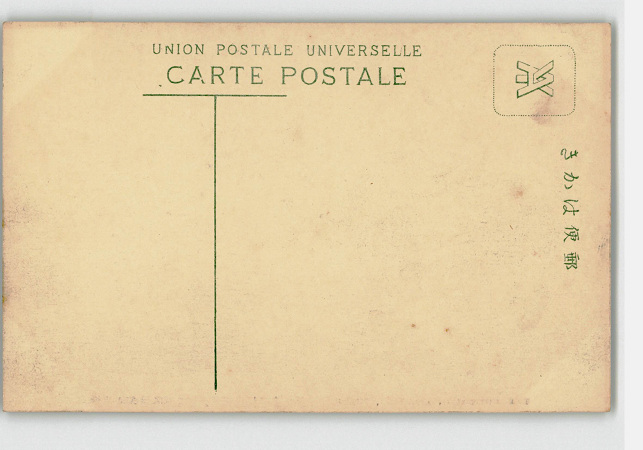 UNION POSTALE UNIVERSELLE
CARTE POSTALE
きかは便郵